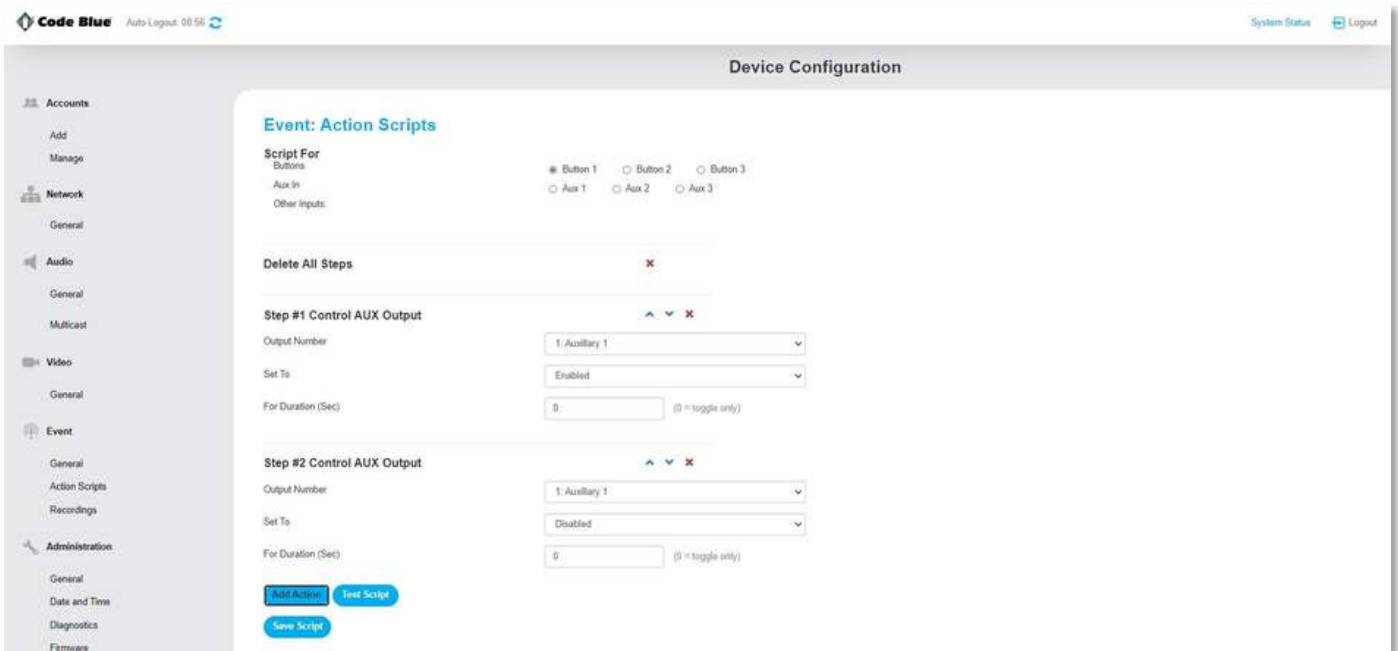 Code Blue Auto Logout: 00:56 System Status Logout
Device Configuration
Accounts
Add
Manage
Network
General
Audio
General
Multicast
Video
General
Event
General
Action Scripts
Recordings
Administration
General
Date and Time
Diagnostics
Firmware
Event: Action Scripts
Script For
Buttons Button 1 Button 2 Button 3
Aux In Aux 1 Aux 2 Aux 3
Other Inputs:
Delete All Steps
Step #1 Control AUX Output
Output Number 1: Auxillary 1
Set To Enabled
For Duration (Sec) 0 (0 = toggle only)
Step #2 Control AUX Output
Output Number 1: Auxillary 1
Set To Disabled
For Duration (Sec) 0 (0 = toggle only)
Add Action Test Script
Save Script